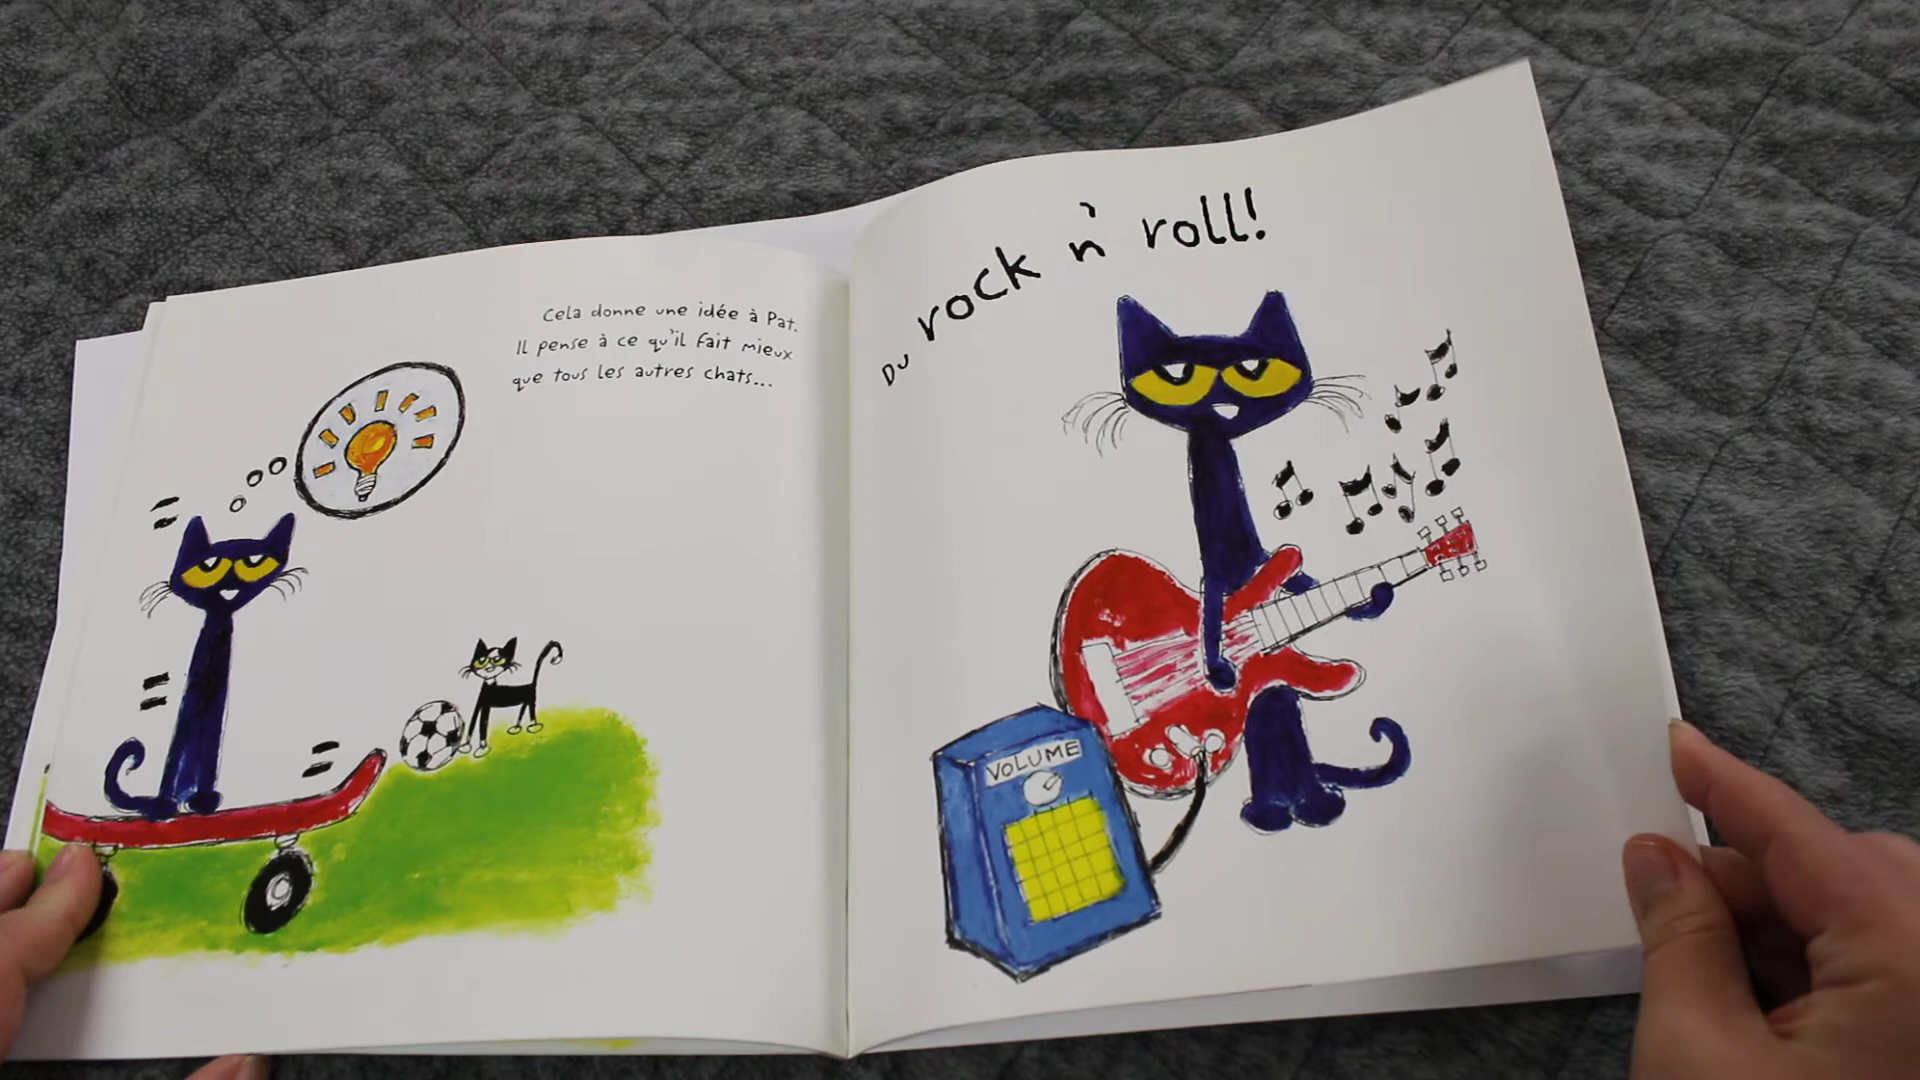 Cela donne une idée à Pat.
Il pense à ce qu'il fait mieux
que tous les autres chats...
Du rock n' roll!
VOLUME